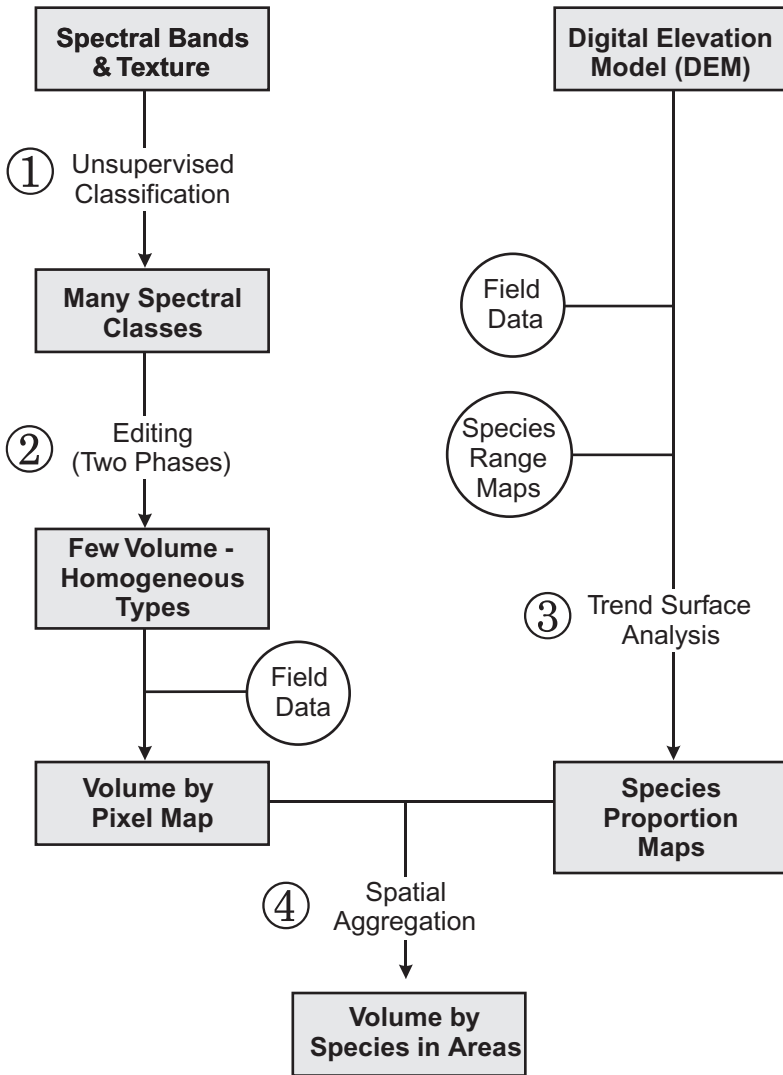 Spectral Bands
& Texture
① Unsupervised
Classification
Many Spectral
Classes
② Editing
(Two Phases)
Few Volume -
Homogeneous
Types
Field
Data
Volume by
Pixel Map
Digital Elevation
Model (DEM)
Field
Data
Species
Range
Maps
③ Trend Surface
Analysis
Species
Proportion
Maps
④ Spatial
Aggregation
Volume by
Species in Areas